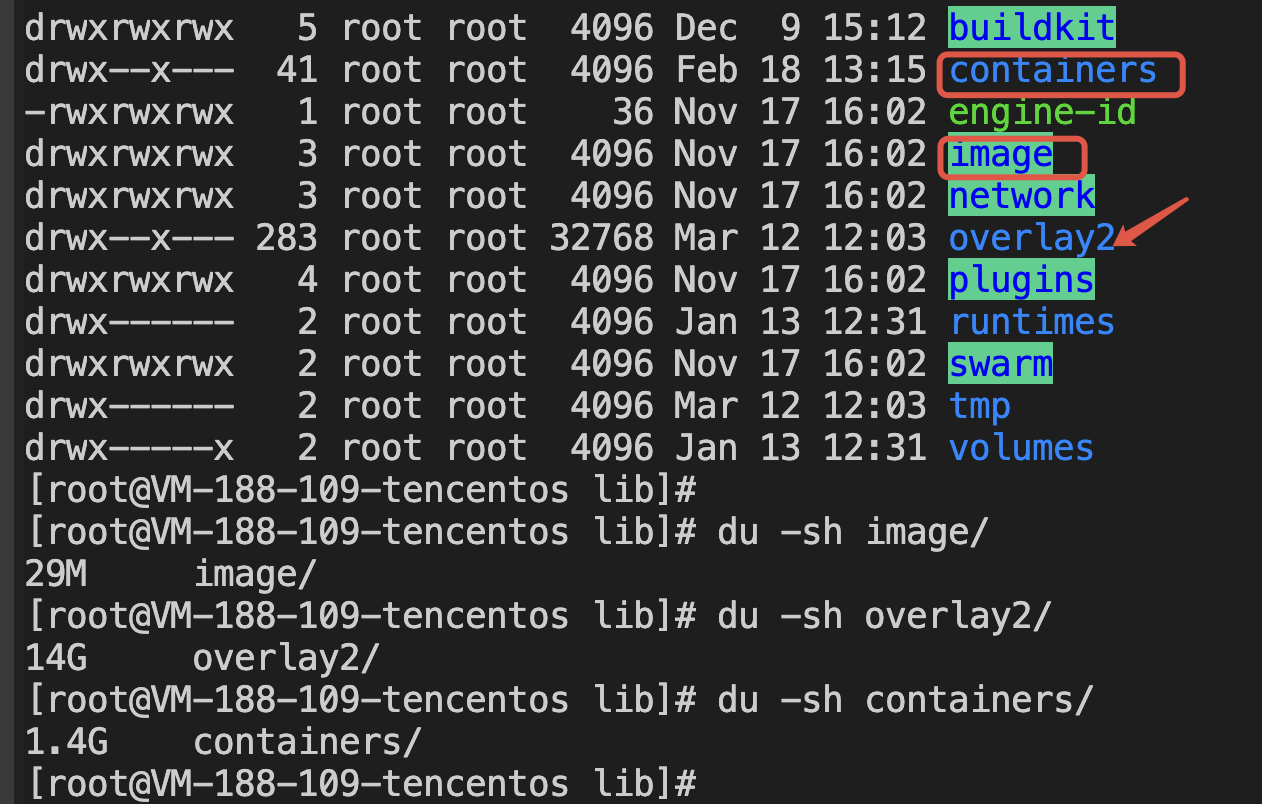 drwxrwxrwx   5 root root  4096 Dec  9 15:12 buildkit
drwx--x---  41 root root  4096 Feb 18 13:15 containers
-rwxrwxrwx   1 root root    36 Nov 17 16:02 engine-id
drwxrwxrwx   3 root root  4096 Nov 17 16:02 image
drwxrwxrwx   3 root root  4096 Nov 17 16:02 network
drwx--x--- 283 root root 32768 Mar 12 12:03 overlay2
drwxrwxrwx   4 root root  4096 Nov 17 16:02 plugins
drwx------   2 root root  4096 Jan 13 12:31 runtimes
drwxrwxrwx   2 root root  4096 Nov 17 16:02 swarm
drwx------   2 root root  4096 Mar 12 12:03 tmp
drwx-----x   2 root root  4096 Jan 13 12:31 volumes
[root@VM-188-109-tencentos lib]#
[root@VM-188-109-tencentos lib]# du -sh image/
29M     image/
[root@VM-188-109-tencentos lib]# du -sh overlay2/
14G     overlay2/
[root@VM-188-109-tencentos lib]# du -sh containers/
1.4G    containers/
[root@VM-188-109-tencentos lib]#